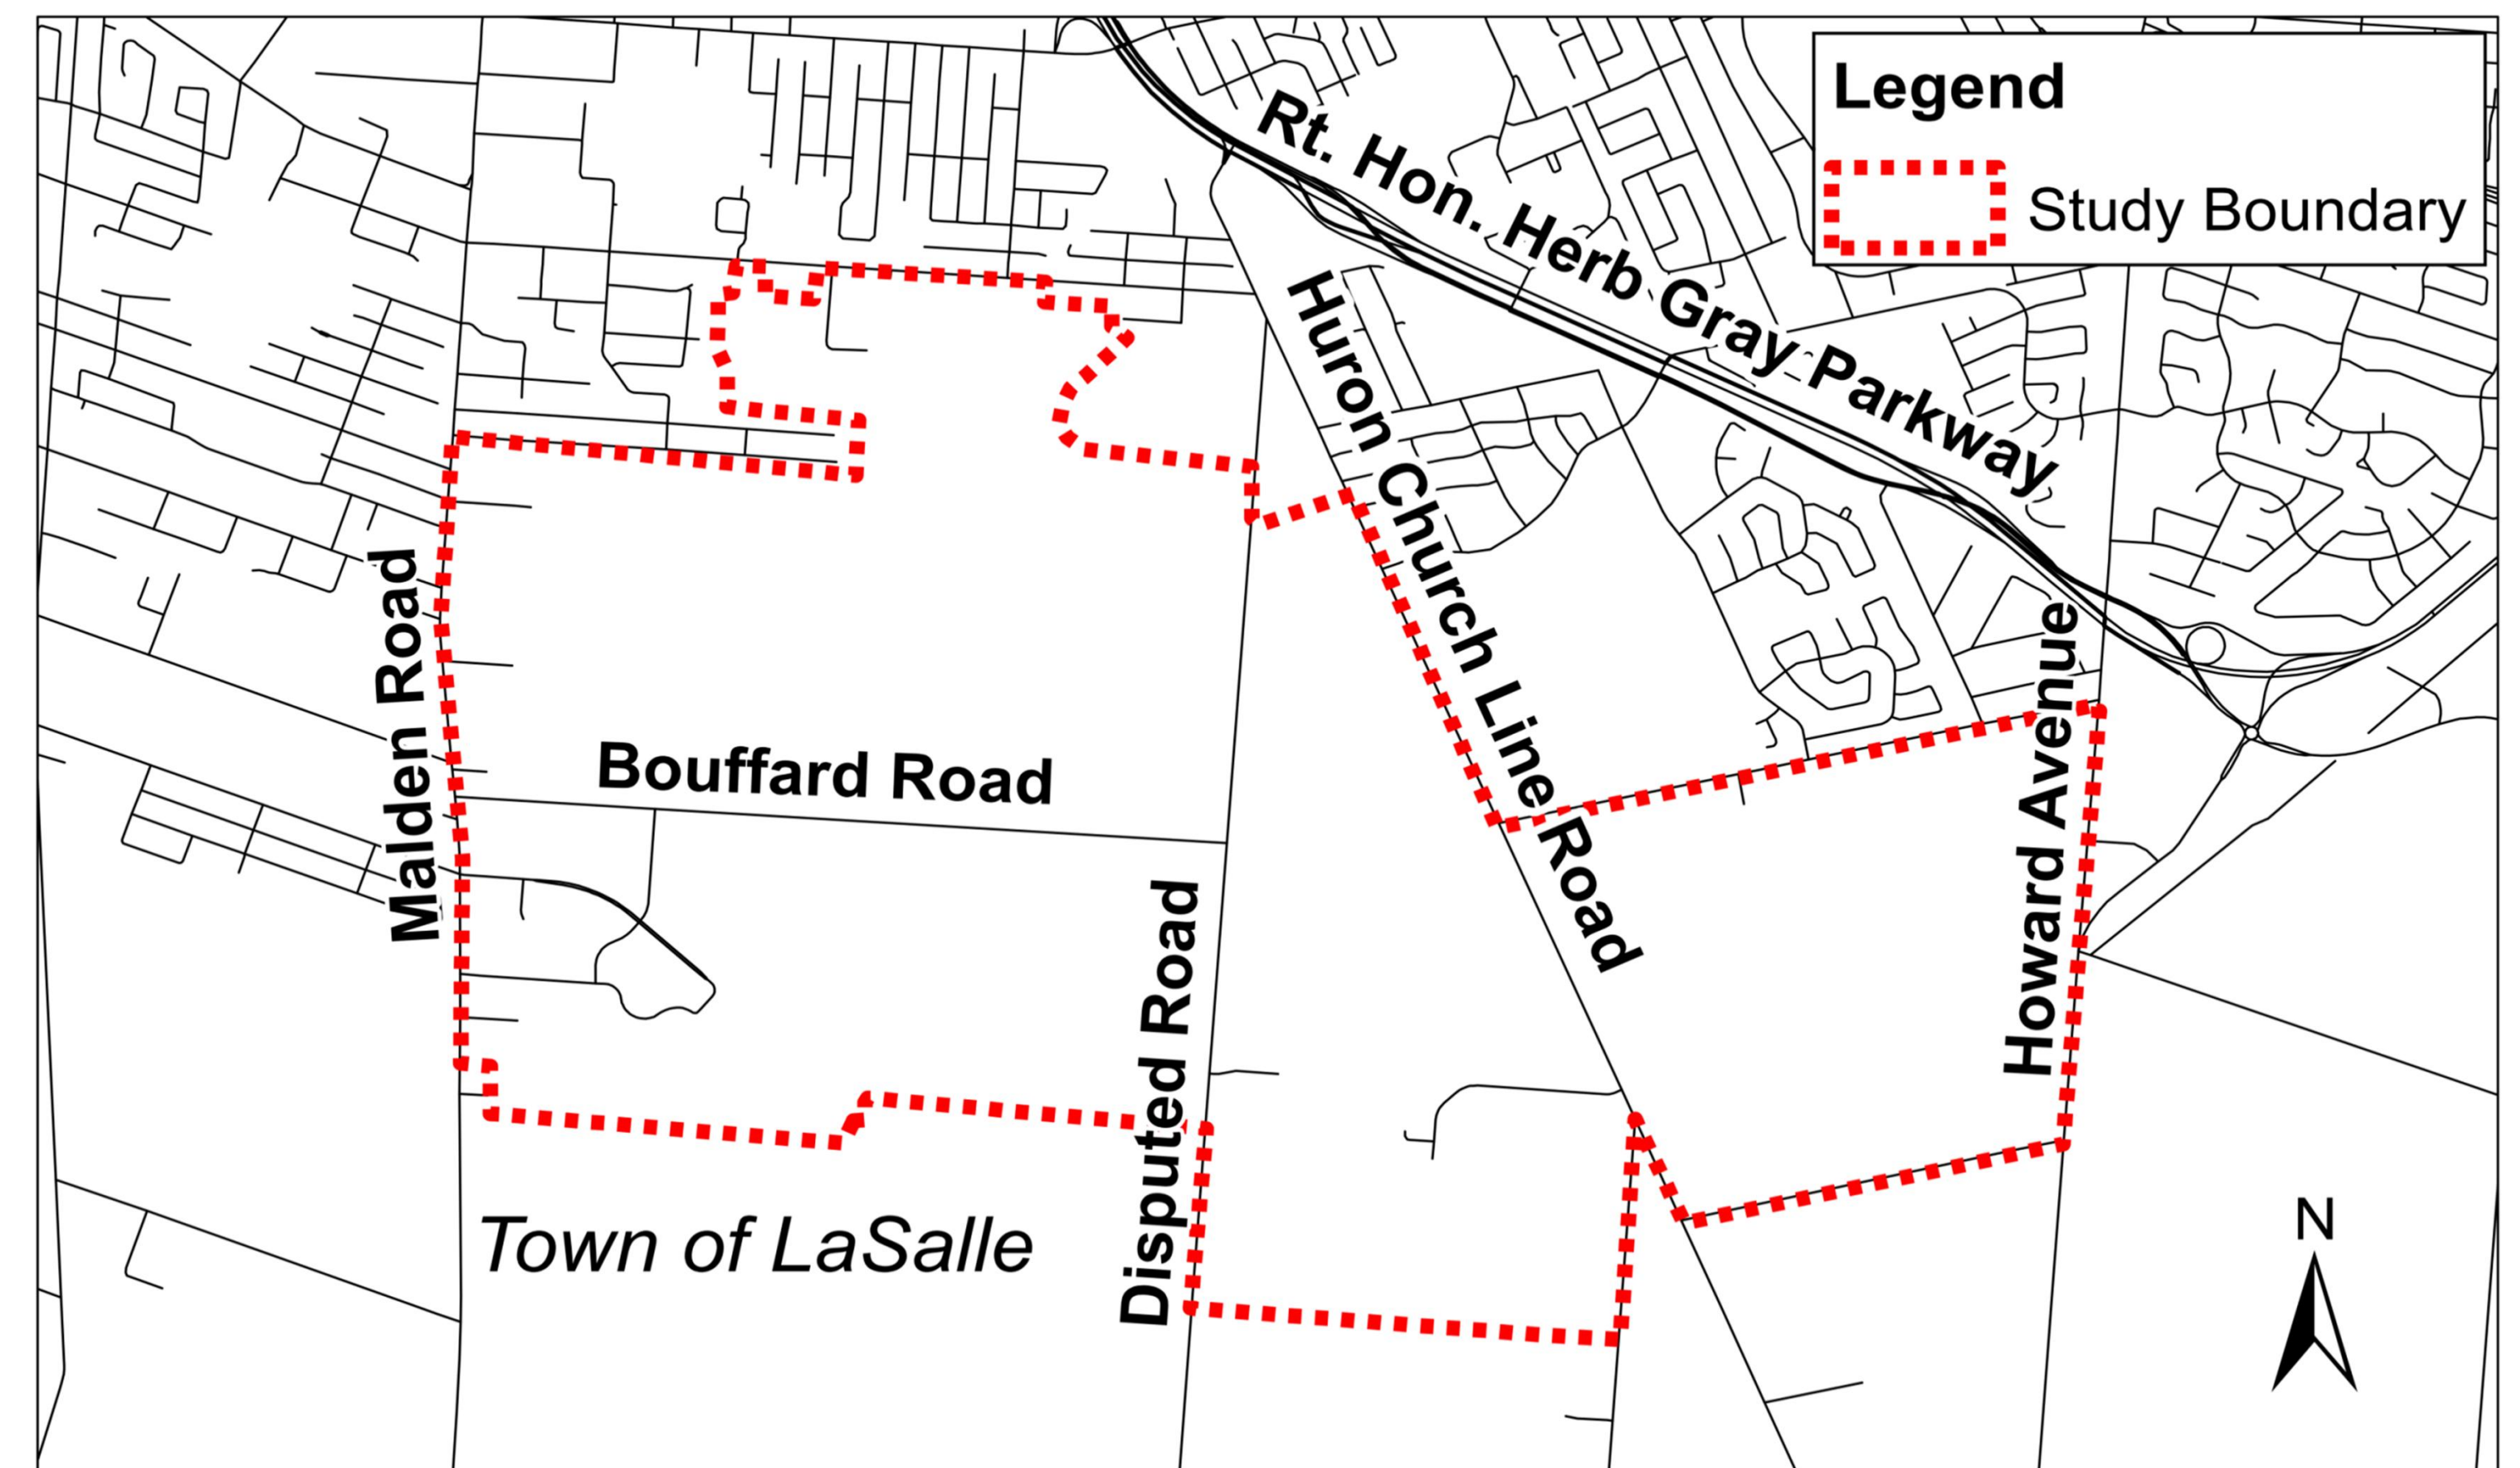 Legend
Study Boundary
Rt. Hon. Herb Gray Parkway
Huron Church Line Road
Malden Road
Bouffard Road
Howard Avenue
Disputed Road
Town of LaSalle
N